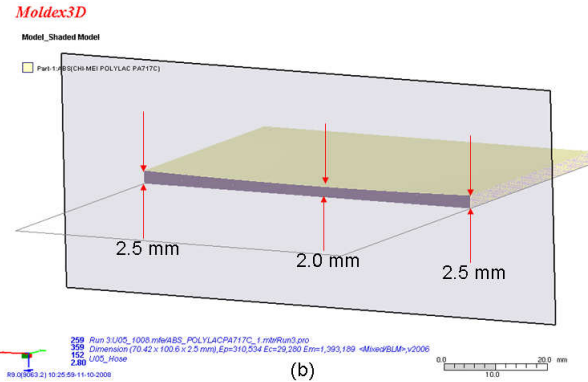 Moldex3D
Model_Shaded Model
Part-1:ABS(CHI-MEI POLYLAC PA717C)
2.5 mm
2.0 mm
2.5 mm
259 Run 3:U05_1008.mfe/ABS_POLYLACPA717C_1.mtr/Run3.pro
359 Dimension (70.42 x 100.6 x 2.5 mm),Ep=310,534 Ec=29,280 Em=1,393,189 <Mixed/BLM>,v2006
152 U05_Hose
2.80
R9.0(9063.2) 10:25:59-11-10-2008
(b)
0.0 10.0 20.0 mm